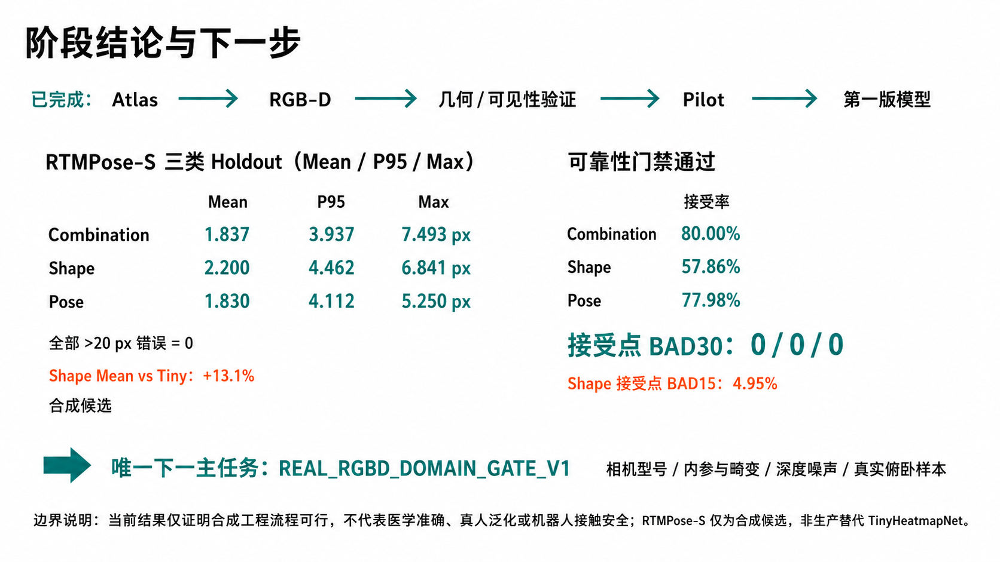 阶段结论与下一步
已完成： Atlas → RGB-D → 几何 / 可见性验证 → Pilot → 第一版模型
RTMPose-S 三类 Holdout（Mean / P95 / Max）
Mean P95 Max
Combination 1.837 3.937 7.493 px
Shape 2.200 4.462 6.841 px
Pose 1.830 4.112 5.250 px
全部 >20 px 错误 = 0
Shape Mean vs Tiny：+13.1%
合成候选
可靠性门禁通过
接受率
Combination 80.00%
Shape 57.86%
Pose 77.98%
接受点 BAD30：0 / 0 / 0
Shape 接受点 BAD15：4.95%
唯一下一主任务：REAL_RGBD_DOMAIN_GATE_V1 相机型号 / 内参与畸变 / 深度噪声 / 真实俯卧样本
边界说明：当前结果仅证明合成工程流程可行，不代表医学准确、真人泛化或机器人接触安全；RTMPose-S 仅为合成候选，非生产替代 TinyHeatmapNet。